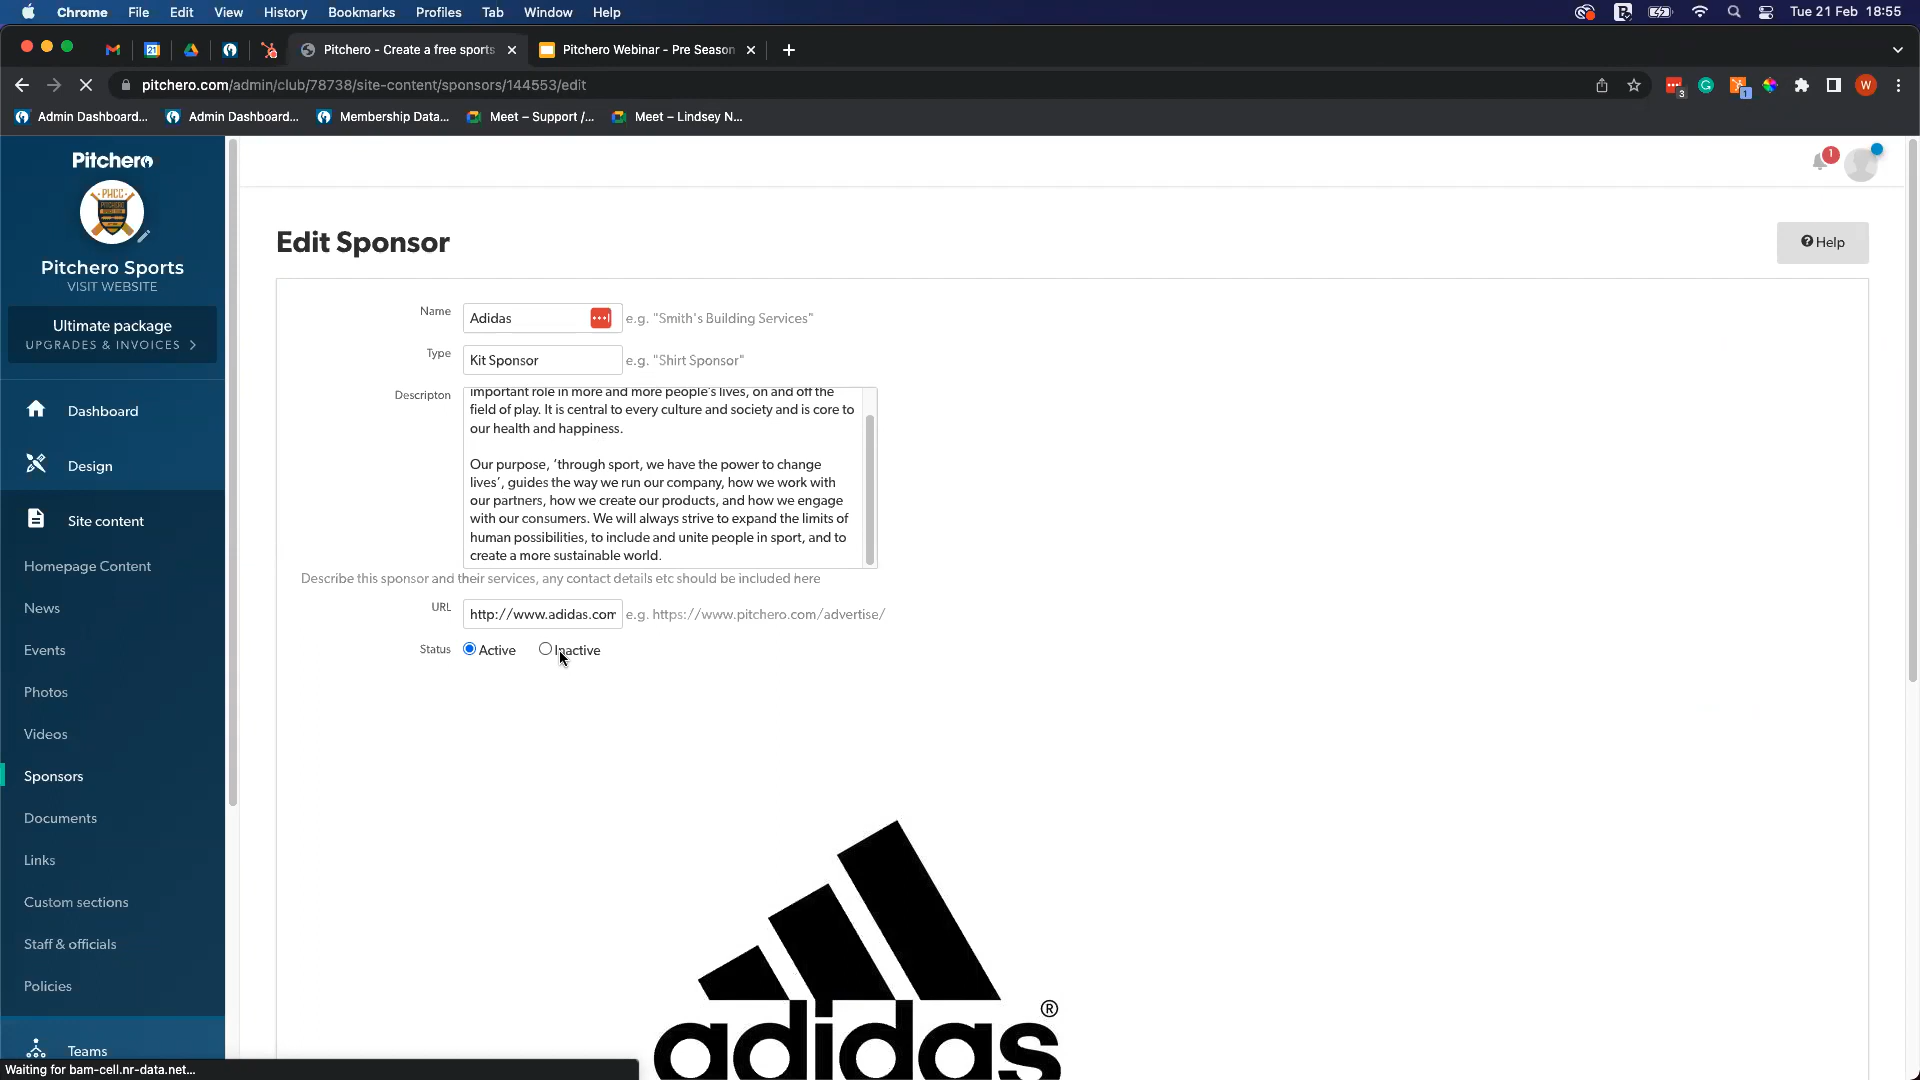 Chrome File Edit View History Bookmarks Profiles Tab Window Help Tue 21 Feb 18:55
Pitchero - Create a free sports Pitchero Webinar - Pre Season
pitchero.com/admin/club/78738/site-content/sponsors/144553/edit 3 1 W
Admin Dashboard... Admin Dashboard... Membership Data... Meet – Support /... Meet – Lindsey N...
Pitchero
1
PHCC
Pitchero Sports
VISIT WEBSITE
Ultimate package
UPGRADES & INVOICES
Dashboard
Design
Site content
Homepage Content
News
Events
Photos
Videos
Sponsors
Documents
Links
Custom sections
Staff & officials
Policies
Teams
Edit Sponsor
Help
Name Adidas e.g. "Smith's Building Services"
Type Kit Sponsor e.g. "Shirt Sponsor"
Descripton
important role in more and more people's lives, on and off the
field of play. It is central to every culture and society and is core to
our health and happiness.
Our purpose, ‘through sport, we have the power to change
lives’, guides the way we run our company, how we work with
our partners, how we create our products, and how we engage
with our consumers. We will always strive to expand the limits of
human possibilities, to include and unite people in sport, and to
create a more sustainable world.
Describe this sponsor and their services, any contact details etc should be included here
URL http://www.adidas.com e.g. https://www.pitchero.com/advertise/
Status Active Inactive
adidas ®
Waiting for bam-cell.nr-data.net...